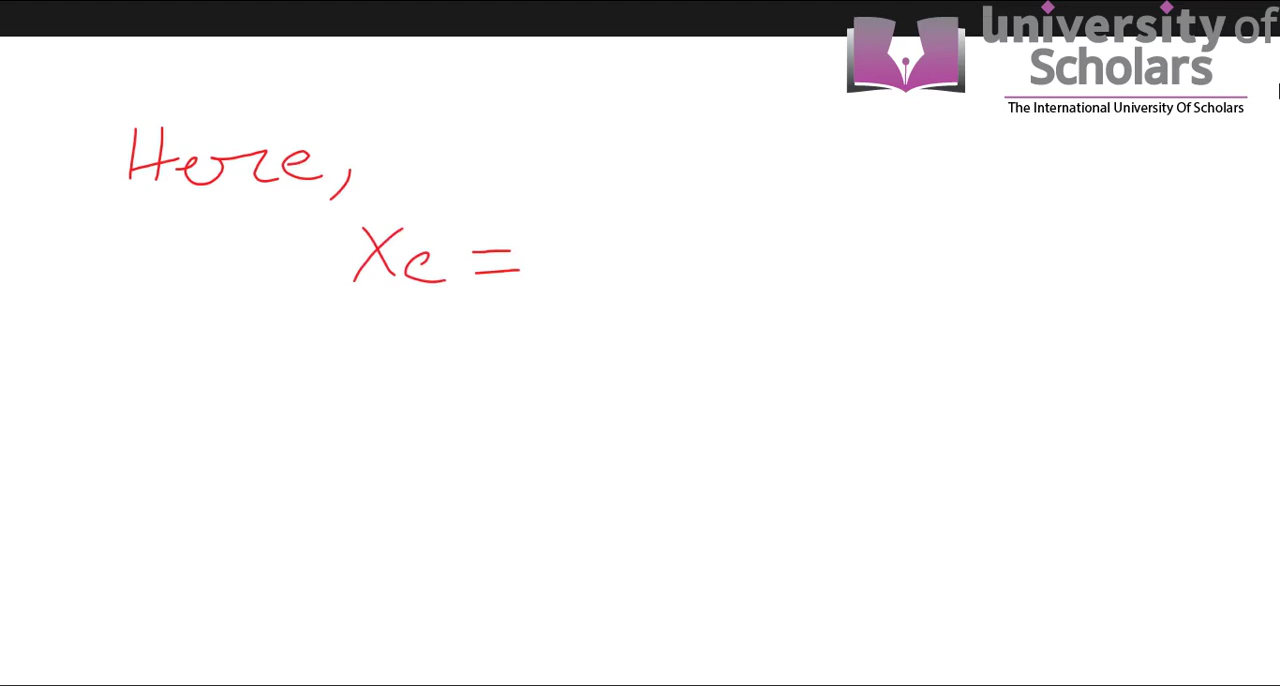 university of
Scholars
The International University Of Scholars
Here,
Xc =